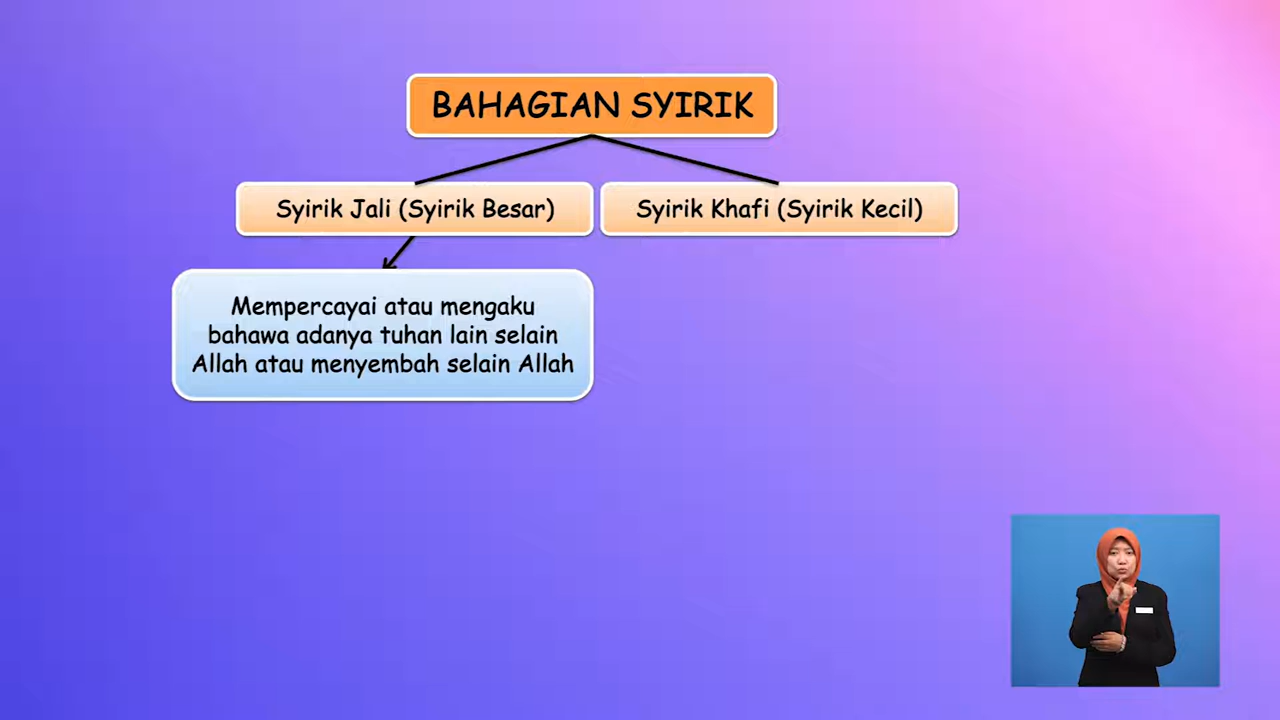 BAHAGIAN SYIRIK
Syirik Jali (Syirik Besar)
Syirik Khafi (Syirik Kecil)
Mempercayai atau mengaku
bahawa adanya tuhan lain selain
Allah atau menyembah selain Allah